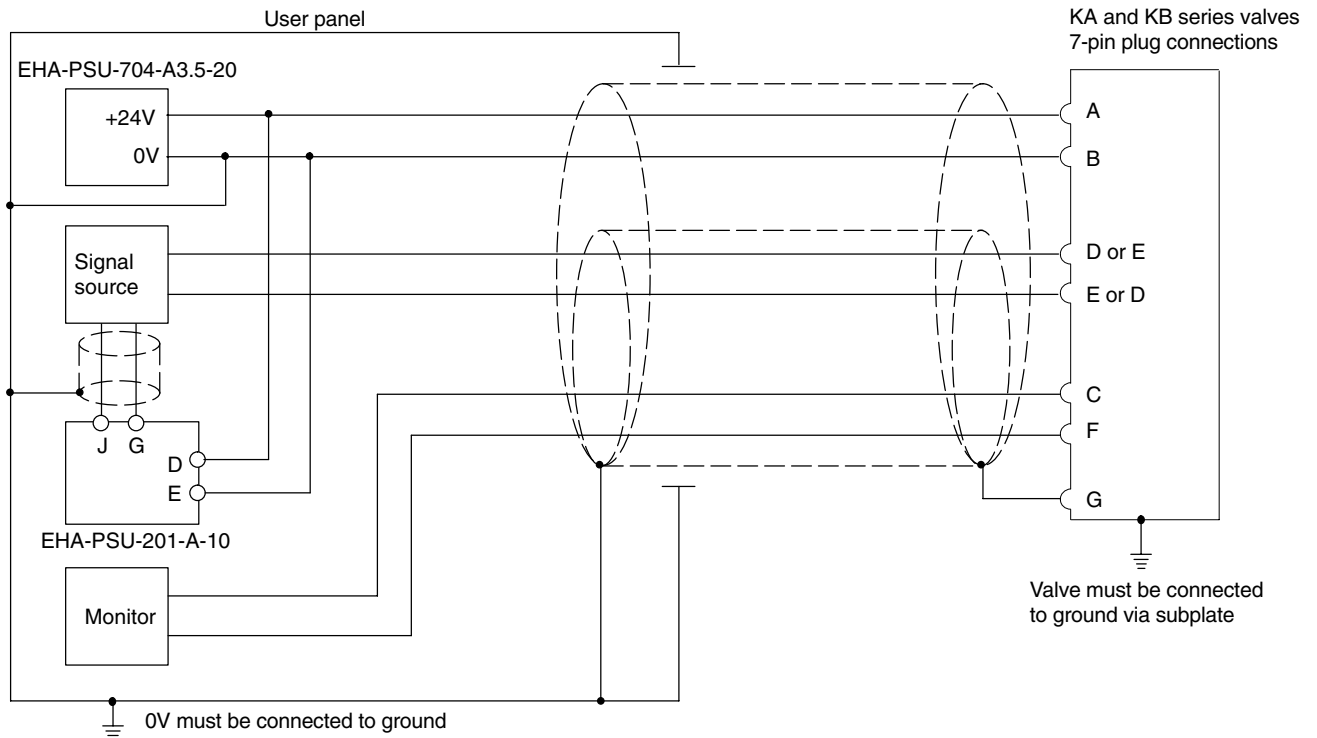 User panel
KA and KB series valves
7-pin plug connections
EHA-PSU-704-A3.5-20
+24V
A
0V
B
Signal
source
D or E
E or D
C
J G
F
D
E
G
EHA-PSU-201-A-10
Monitor
Valve must be connected
to ground via subplate
0V must be connected to ground